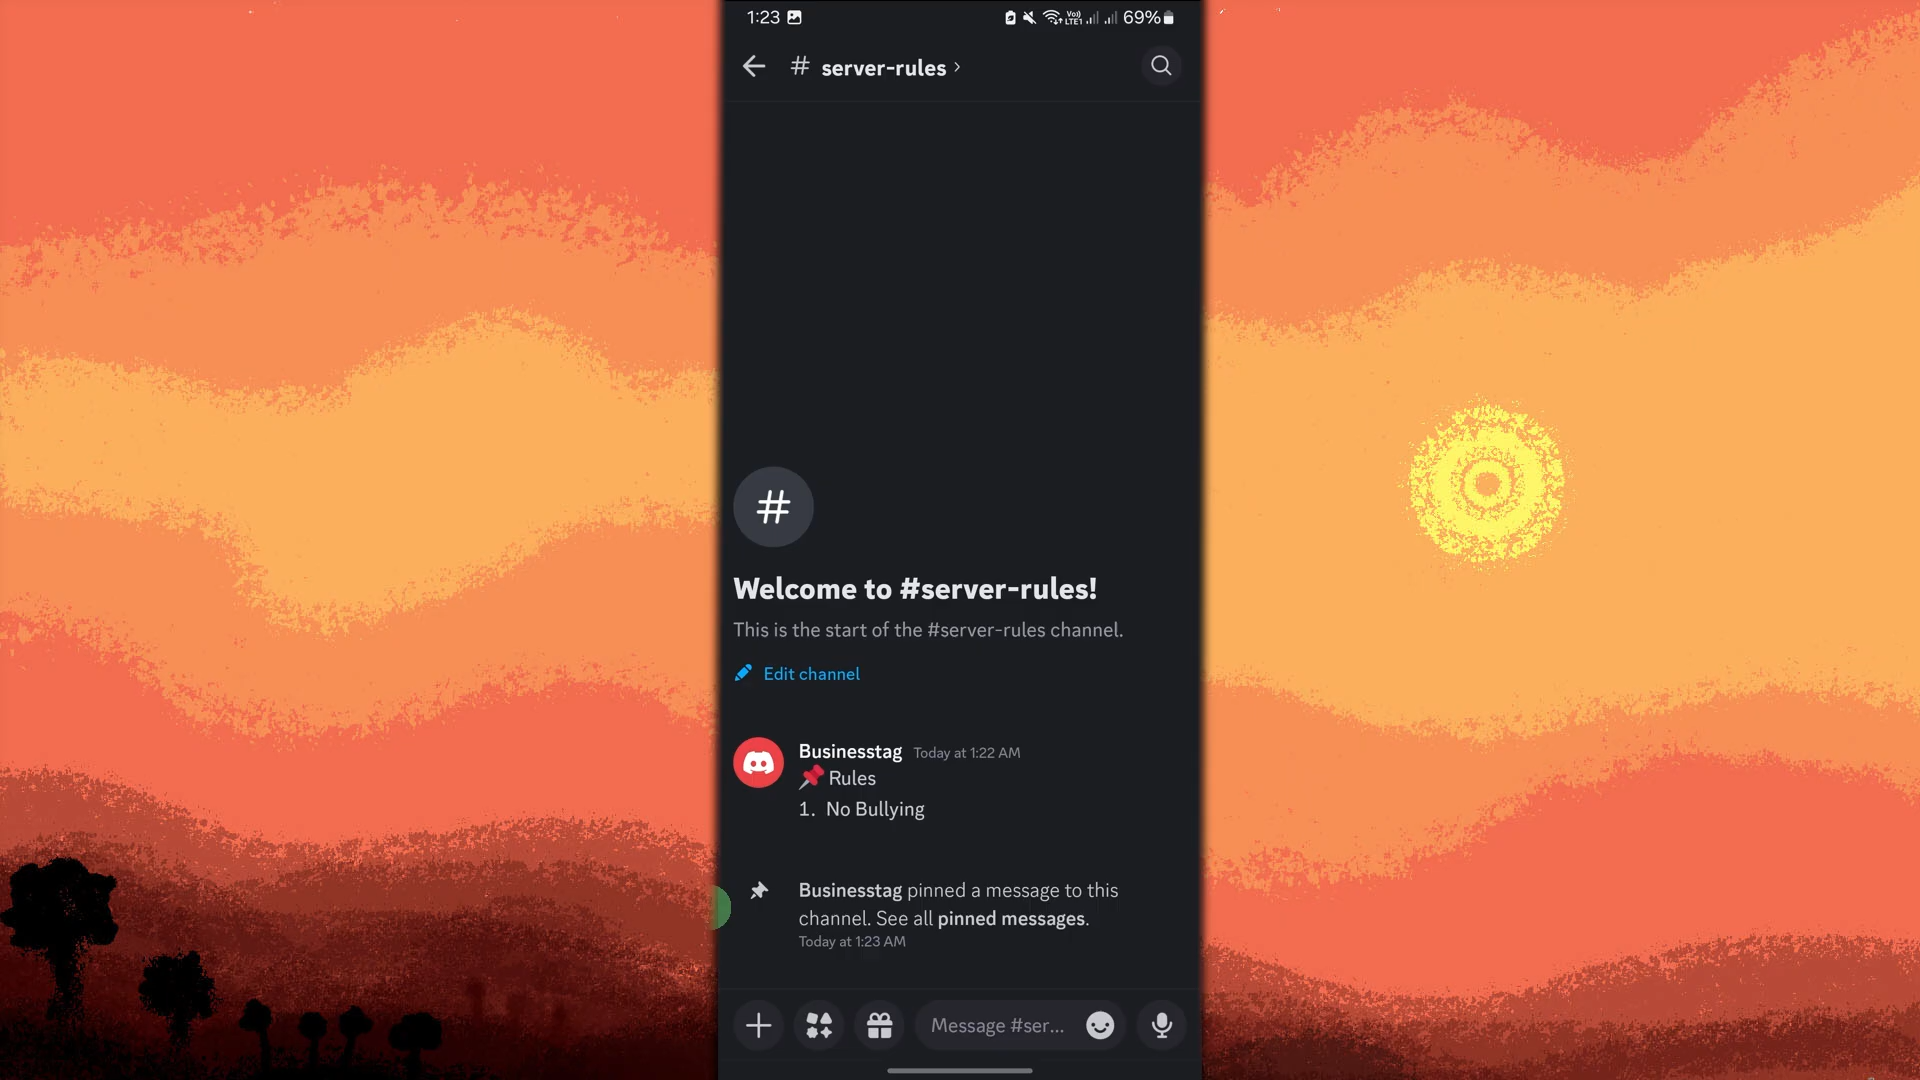 1:23 Vo) LTE1 69%
# server-rules >
#
Welcome to #server-rules!
This is the start of the #server-rules channel.
Edit channel
Businesstag Today at 1:22 AM
📌 Rules
1. No Bullying
Businesstag pinned a message to this
channel. See all pinned messages.
Today at 1:23 AM
Message #ser...